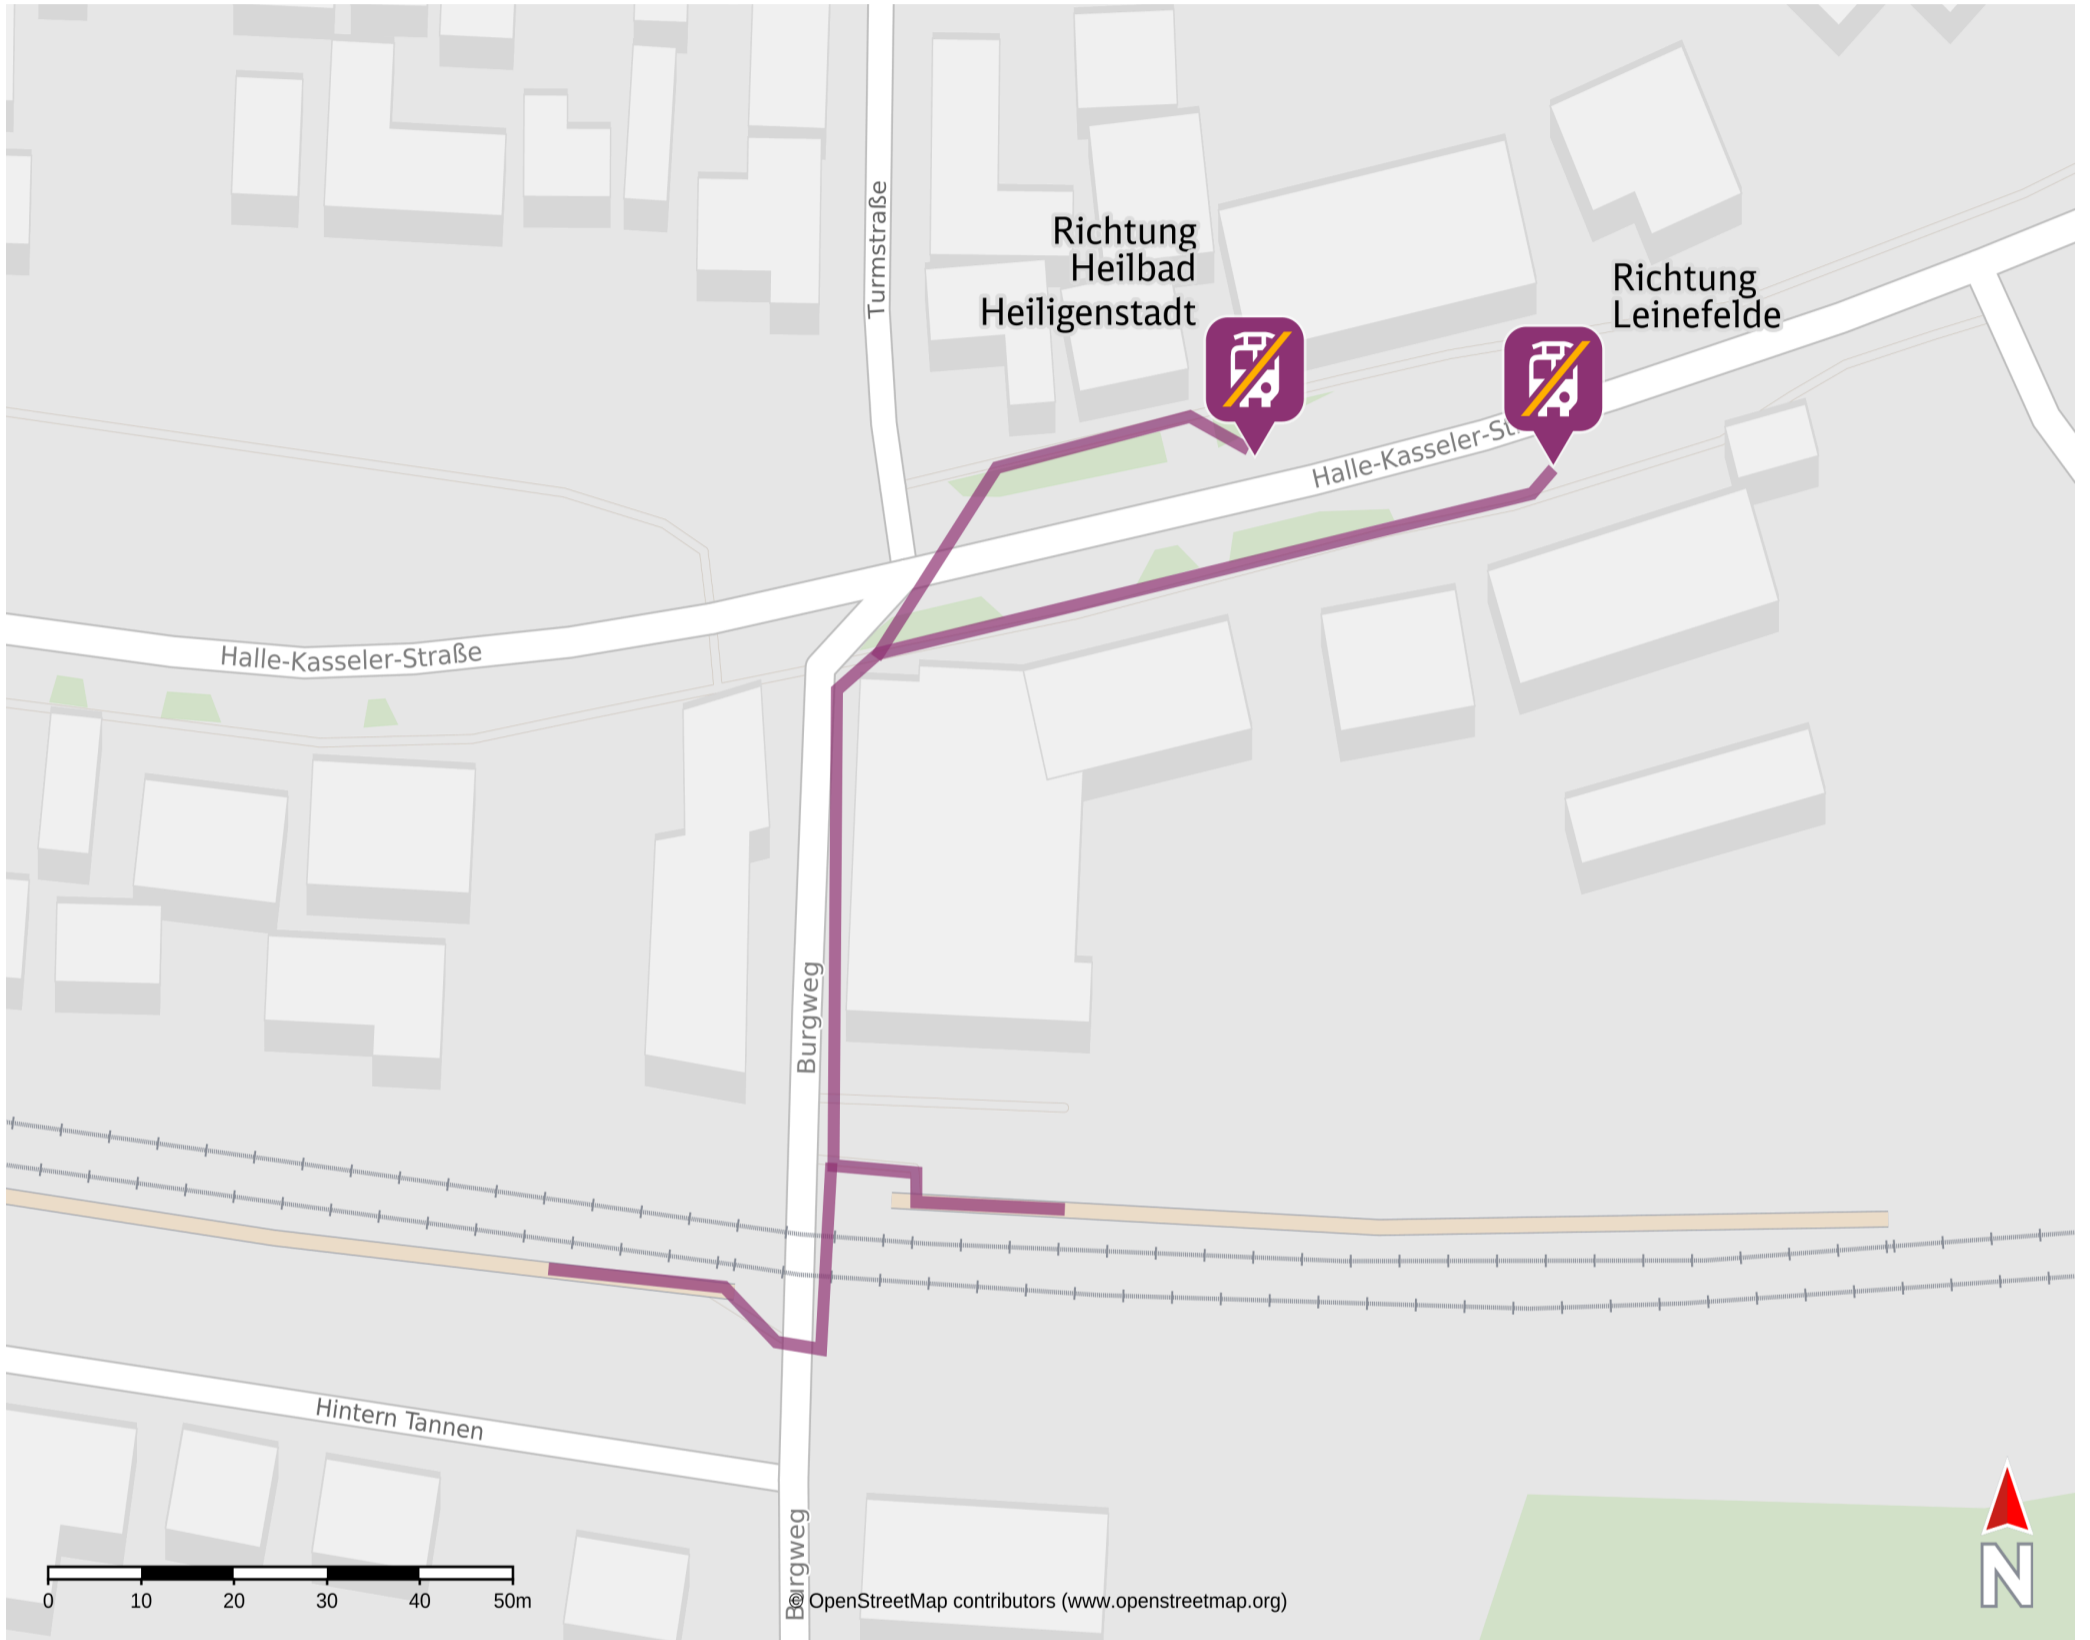 Turmstraße
Richtung
Heilbad
Heiligenstadt
Richtung
Leinefelde
Halle-Kasseler-St
Halle-Kasseler-Straße
Burgweg
Hintern Tannen
Burgweg
N
0 10 20 30 40 50m
© OpenStreetMap contributors (www.openstreetmap.org)